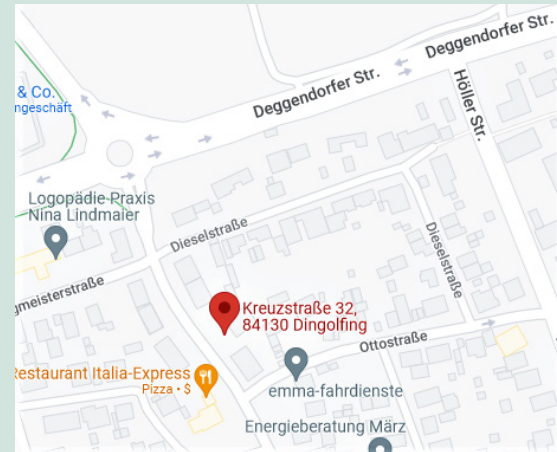 Deggendorfer Str.
Deggendorfer Str.
& Co.
ngeschäft
Höller Str.
Logopädie Praxis
Nina Lindmaier
Dieselstraße
Dieselstraße
gmeisterstraße
Kreuzstraße 32,
84130 Dingolfing
Ottostraße
Restaurant Italia-Express
Pizza • $
emma-fahrdienste
Energieberatung März